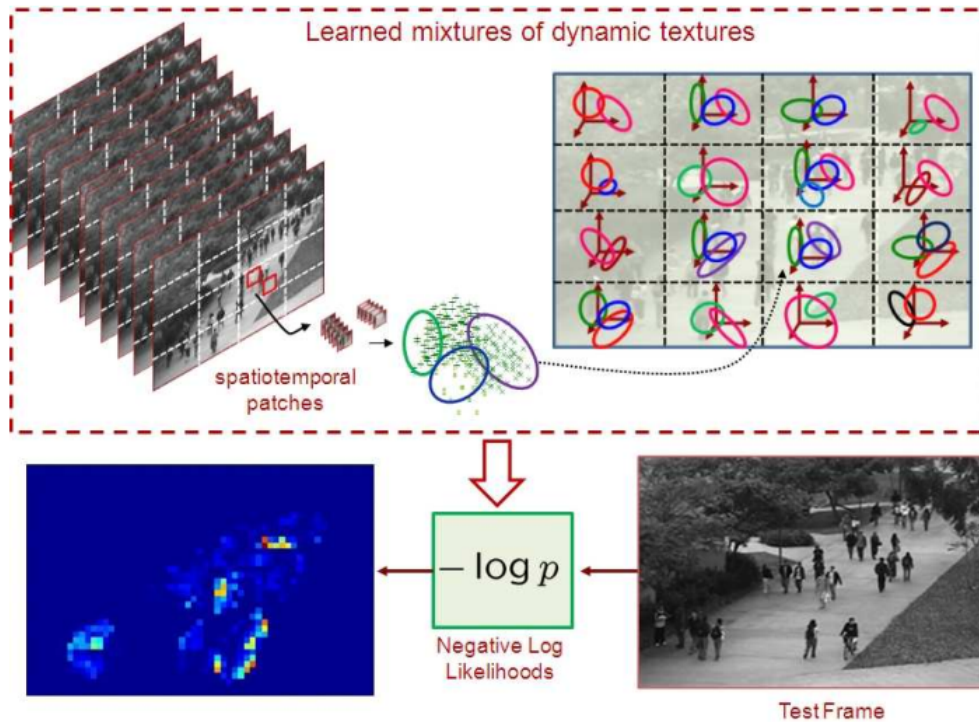 Learned mixtures of dynamic textures
spatiotemporal
patches
− log p
Negative Log
Likelihoods
Test Frame